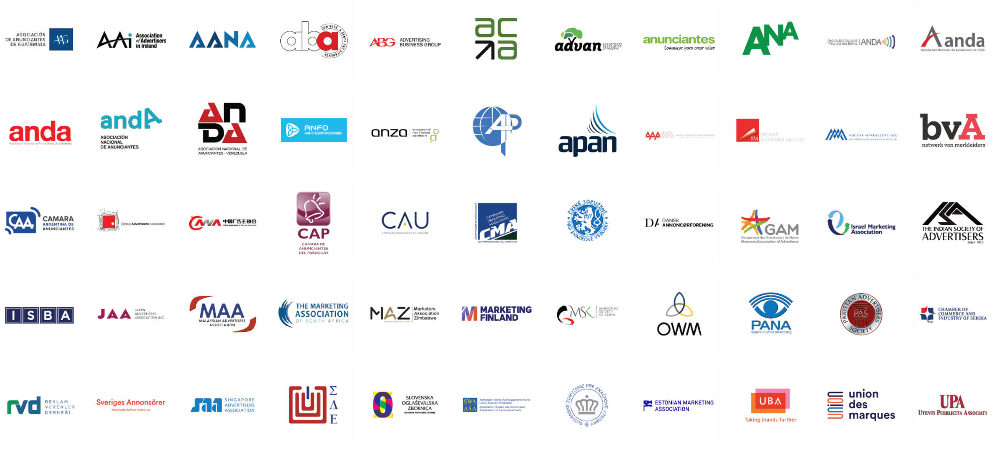 ASOCIACIÓN
DE ANUNCIANTES
DE GUATEMALA
AAG
AAi
Association
of Advertisers
in Ireland
AANA
aba
COM VOCÊ, A GENTE FAZ DIFERENÇA
ABG
ADVERTISING
BUSINESS GROUP
ac
a
advan
ADVERTISERS
ASSOCIATION
OF NIGERIA
anunciantes
Comunicar para crear valor
ANA
Asociación Nacional
Anunciantes Bolivia
ANDA
anda
Asociación Nacional de Avisadores de Chile
anda
Asociación Nacional de Anunciantes de Colombia
andA
ASOCIACIÓN
NACIONAL
DE ANUNCIANTES
AN
DA
ASOCIACION NACIONAL DE
ANUNCIANTES - VENEZUELA
ANFO
ANNONSØRFORENINGEN
anza
association of
New Zealand
advertisers
AP
apan
BAA
BULGARIAN
ASSOCIATION OF ADVERTISERS
MAGYAR MÁRKASZÖVETSÉG
BRANDED GOODS ASSOCIATION HUNGARY
bvA
netwerk van merkleiders
CAA
CAMARA
ARGENTINA DE
ANUNCIANTES
Cyprus Advertisers Association
CANA
中国广告主协会
China Association of National Advertisers
CAP
CAMARA DE
ANUNCIANTES
DEL PARAGUAY
CAU
CÁMARA DE ANUNCIANTES DEL URUGUAY
ASSOCIATION CAMEROUNAISE
CAMEROON
MARKETING
ASSOCIATION
CMA
DES PROFESSIONNELS DU MARKETING
ČESKÉ SDRUŽENÍ
PRO ZNAČKOVÉ VÝROBKY
DA
DANSK
ANNONCØRFORENING
GAM
Groupement des Annonceurs du Maroc
Moroccan Association of Advertisers
Israel Marketing
Association
ISA
THE INDIAN SOCIETY OF
ADVERTISERS
Since 1952
ISBA
JAA
JAPAN
ADVERTISERS
ASSOCIATION INC.
MAA
MALAYSIAN ADVERTISERS
ASSOCIATION
THE MARKETING
ASSOCIATION
OF SOUTH AFRICA
MAZ
Marketers
Association
Zimbabwe
M MARKETING
FINLAND
MSK
MARKETING
SOCIETY
OF KENYA
OWM
PANA
Beyond Truth in Advertising
PAKISTAN ADVERTISERS
PAS
SOCIETY
1857
CHAMBER OF
COMMERCE AND
INDUSTRY OF SERBIA
rvd
REKLAM
VERENLER
DERNEĞİ
Sveriges Annonsörer
Marknadschefens bästa vän
saa
SINGAPORE
ADVERTISERS
ASSOCIATION
Σ
Δ
Ε
S
SLOVENSKA
OGLAŠEVALSKA
ZBORNICA
SLOVENIAN ADVERTISING CHAMBER
SWA
ASA
Schweizer Werbe-Auftraggeberverband
Utenti Svizzeri Pubblicità
Association Suisse des Annonceurs
Association of Swiss Advertisers
SLOVENSKÉ ZDRUŽENIE PRE ZNAČKOVÉ VÝROBKY
ESTONIAN MARKETING
ASSOCIATION
UBA
Taking brands further
union
union
des
marques
UPA
UTENTI PUBBLICITÀ ASSOCIATI